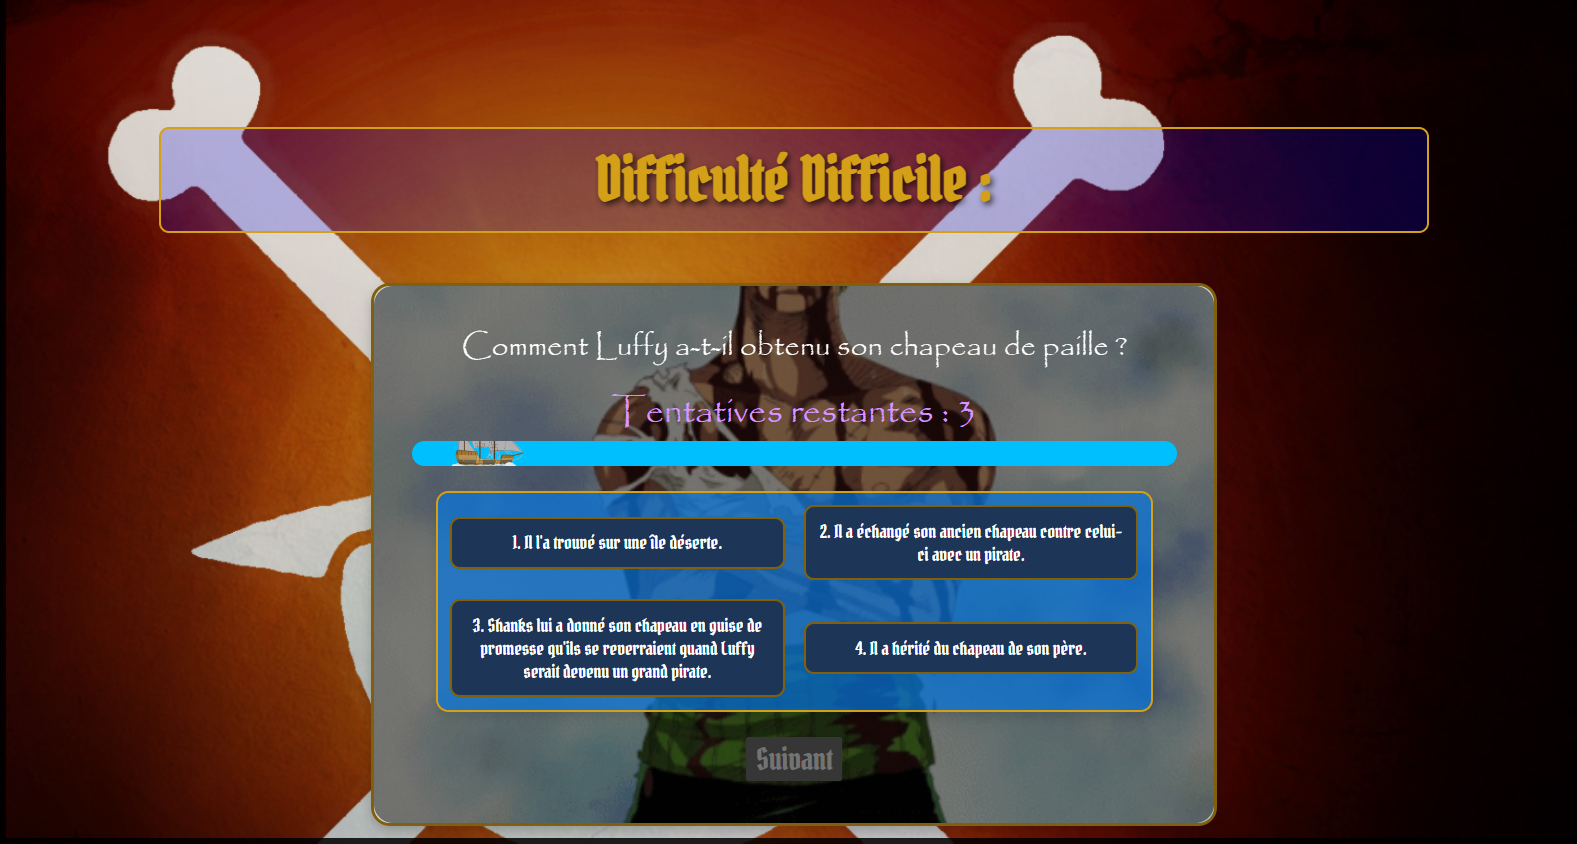 Difficulté Difficile :
Comment Luffy a-t-il obtenu son chapeau de paille ?
Tentatives restantes : 3
1. Il l'a trouvé sur une île déserte.
2. Il a échangé son ancien chapeau contre celui-
ci avec un pirate.
3. Shanks lui a donné son chapeau en guise de
promesse qu'ils se reverraient quand Luffy
serait devenu un grand pirate.
4. Il a hérité du chapeau de son père.
Suivant